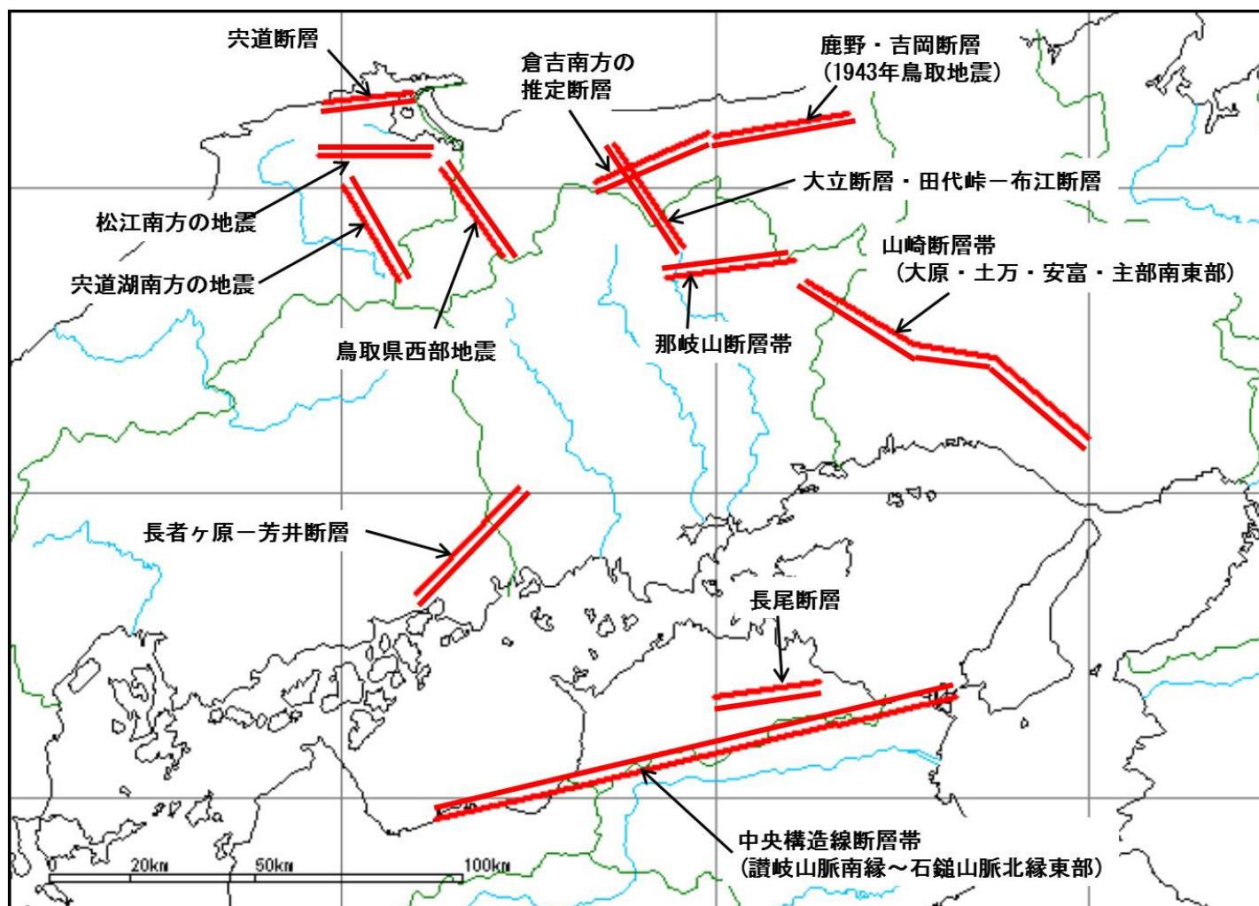 宍道断層
鹿野・吉岡断層
(1943年鳥取地震)
倉吉南方の
推定断層
大立断層・田代峠－布江断層
松江南方の地震
山崎断層帯
(大原・土万・安富・主部南東部)
宍道湖南方の地震
鳥取県西部地震
那岐山断層帯
長者ヶ原－芳井断層
長尾断層
中央構造線断層帯
(讃岐山脈南縁～石鎚山脈北縁東部)
0 20km 50km 100km